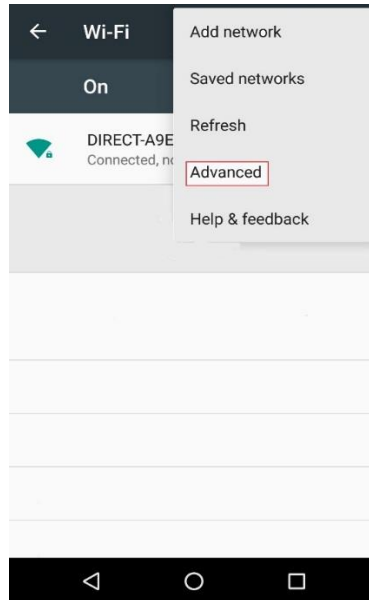 Wi-Fi
Add network
On
Saved networks
Refresh
DIRECT-A9E
Connected,
Advanced
Help & feedback